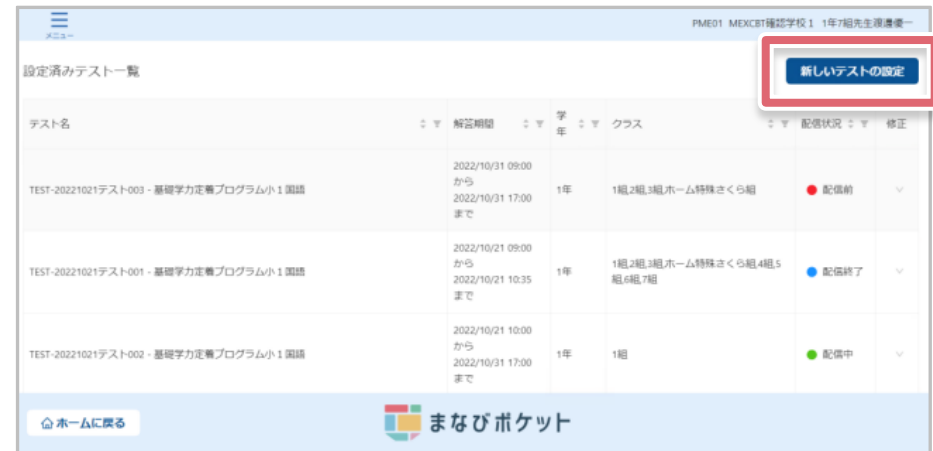 メニュー
PME01 MEXCBT確認学校1 1年7組先生渡邊優一
設定済みテスト一覧
新しいテストの設定
テスト名 解答期間 学年 クラス 配信状況 修正
TEST-20221021テスト003 - 基礎学力定着プログラム小1国語
2022/10/31 09:00
から
2022/10/31 17:00
まで
1年
1組,2組,3組,ホーム特殊さくら組
配信前
TEST-20221021テスト001 - 基礎学力定着プログラム小1国語
2022/10/21 09:00
から
2022/10/21 10:35
まで
1年
1組,2組,3組,ホーム特殊さくら組,4組,5
組,6組,7組
配信終了
TEST-20221021テスト002 - 基礎学力定着プログラム小1国語
2022/10/21 10:00
から
2022/10/31 17:00
まで
1年
1組
配信中
ホームに戻る
まなびポケット